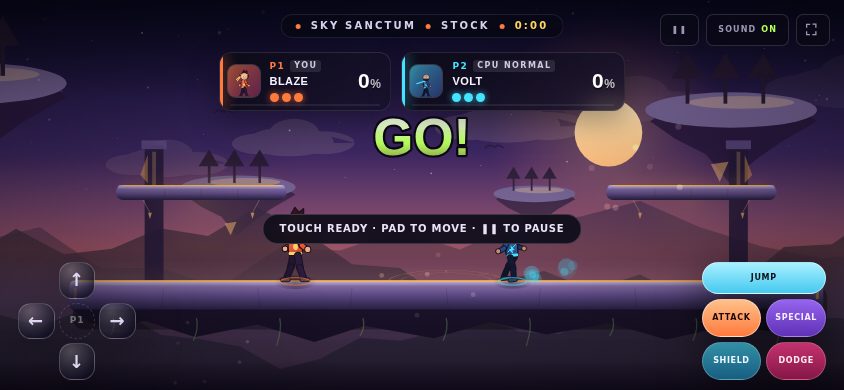 SKY SANCTUM • STOCK • 0:00
SOUND ON
P1 YOU
BLAZE
0%
P2 CPU NORMAL
VOLT
0%
GO!
TOUCH READY · PAD TO MOVE · ❚❚ TO PAUSE
P1
JUMP
ATTACK
SPECIAL
SHIELD
DODGE